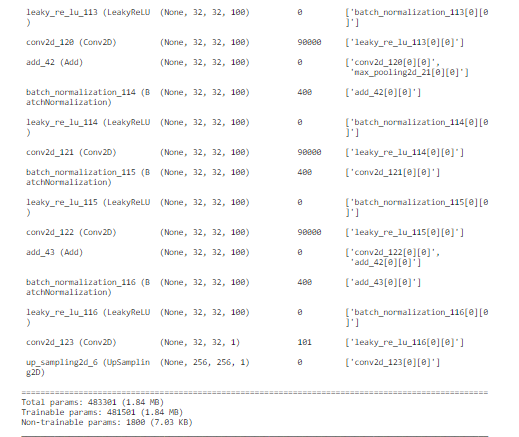 leaky_re_lu_113 (LeakyReLU  (None, 32, 32, 100)  0  ['batch_normalization_113[0][0
)  ]']
conv2d_120 (Conv2D)  (None, 32, 32, 100)  90000  ['leaky_re_lu_113[0][0]']
add_42 (Add)  (None, 32, 32, 100)  0  ['conv2d_120[0][0]',
'max_pooling2d_21[0][0]']
batch_normalization_114 (B  (None, 32, 32, 100)  400  ['add_42[0][0]']
atchNormalization)
leaky_re_lu_114 (LeakyReLU  (None, 32, 32, 100)  0  ['batch_normalization_114[0][0
)  ]']
conv2d_121 (Conv2D)  (None, 32, 32, 100)  90000  ['leaky_re_lu_114[0][0]']
batch_normalization_115 (B  (None, 32, 32, 100)  400  ['conv2d_121[0][0]']
atchNormalization)
leaky_re_lu_115 (LeakyReLU  (None, 32, 32, 100)  0  ['batch_normalization_115[0][0
)  ]']
conv2d_122 (Conv2D)  (None, 32, 32, 100)  90000  ['leaky_re_lu_115[0][0]']
add_43 (Add)  (None, 32, 32, 100)  0  ['conv2d_122[0][0]',
'add_42[0][0]']
batch_normalization_116 (B  (None, 32, 32, 100)  400  ['add_43[0][0]']
atchNormalization)
leaky_re_lu_116 (LeakyReLU  (None, 32, 32, 100)  0  ['batch_normalization_116[0][0
)  ]']
conv2d_123 (Conv2D)  (None, 32, 32, 1)  101  ['leaky_re_lu_116[0][0]']
up_sampling2d_6 (UpSamplin  (None, 256, 256, 1)  0  ['conv2d_123[0][0]']
g2D)
Total params: 483301 (1.84 MB)
Trainable params: 481501 (1.84 MB)
Non-trainable params: 1800 (7.03 KB)